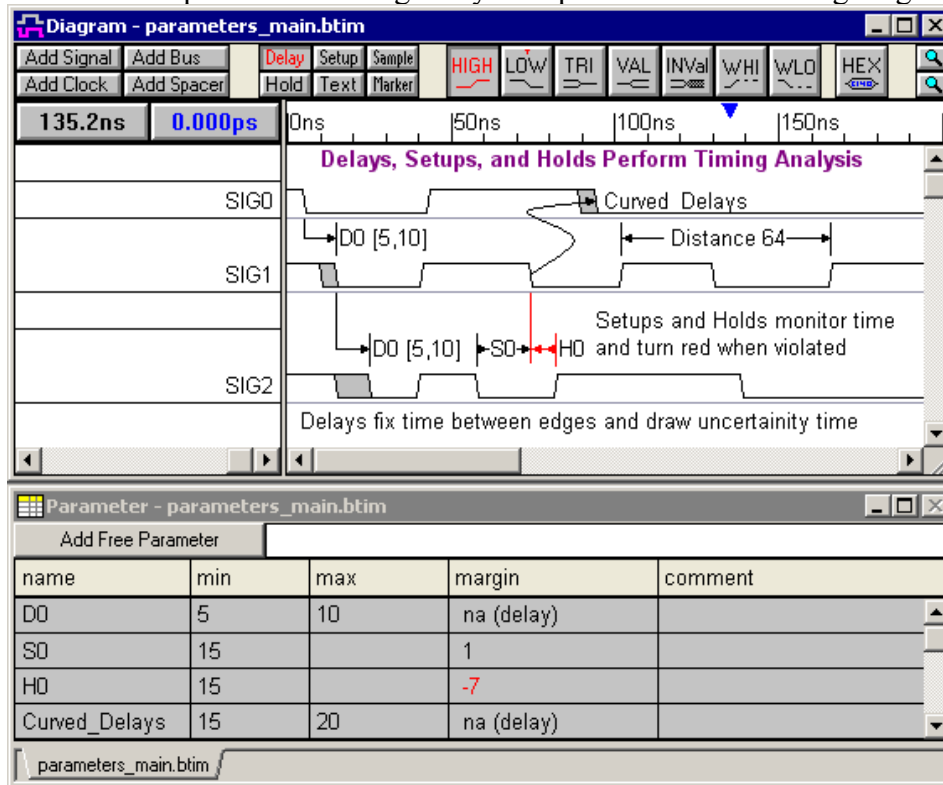 Diagram - parameters_main.btim
Add Signal Add Bus Delay Setup Sample HIGH LOW TRI VAL INVal WHI WLO HEX
Add Clock Add Spacer Hold Text Marker
135.2ns 0.000ps 0ns 50ns 100ns 150ns
Delays, Setups, and Holds Perform Timing Analysis
SIG0 Curved Delays
D0 [5,10] Distance 64
SIG1
Setups and Holds monitor time
D0 [5,10] S0 H0 and turn red when violated
SIG2
Delays fix time between edges and draw uncertainity time
Parameter - parameters_main.btim
Add Free Parameter
name min max margin comment
D0 5 10 na (delay)
S0 15 1
H0 15 -7
Curved_Delays 15 20 na (delay)
parameters_main.btim